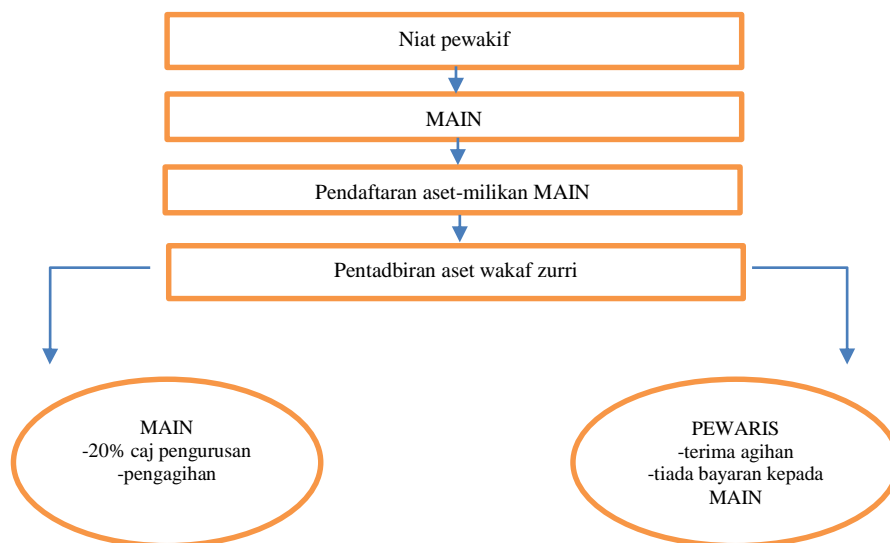 Niat pewakif
MAIN
Pendaftaran aset-milikan MAIN
Pentadbiran aset wakaf zurri
MAIN
-20% caj pengurusan
-pengagihan
PEWARIS
-terima agihan
-tiada bayaran kepada
MAIN